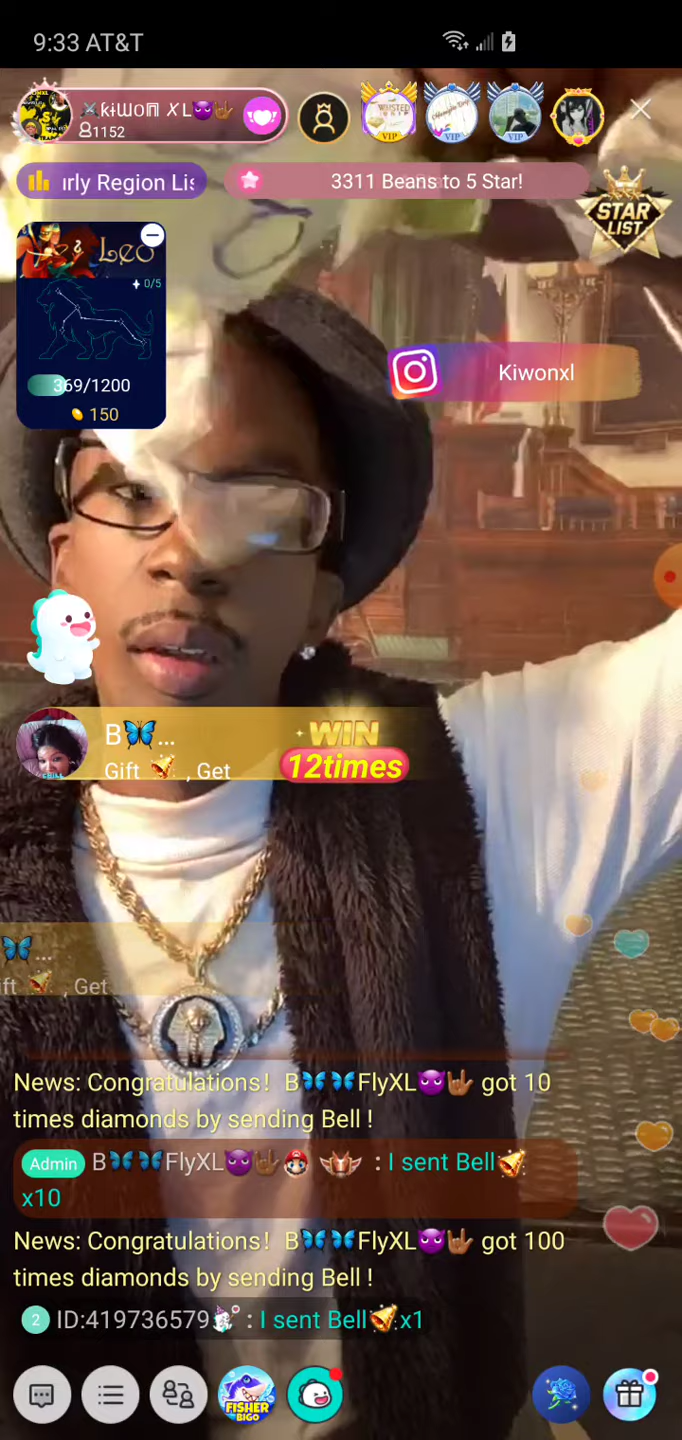 9:33 AT&T
⚔️ƙɨƜOᥒ ✗L😈🤟🏾
1152
VIP
VIP
VIP
irly Region Lis
3311 Beans to 5 Star!
STAR
LIST
Leo
0/5
369/1200
150
Kiwonxl
B🦋...
WIN
Gift 🔔 , Get
12times
🦋...
ift 🔔 , Get
News: Congratulations! B🦋🦋FlyXL😈🤟🏾 got 10
times diamonds by sending Bell !
Admin B🦋🦋FlyXL😈🤟🏾 : I sent Bell🔔
x10
News: Congratulations! B🦋🦋FlyXL😈🤟🏾 got 100
times diamonds by sending Bell !
2 ID:419736579 : I sent Bell🔔x1
FISHER
BIGO